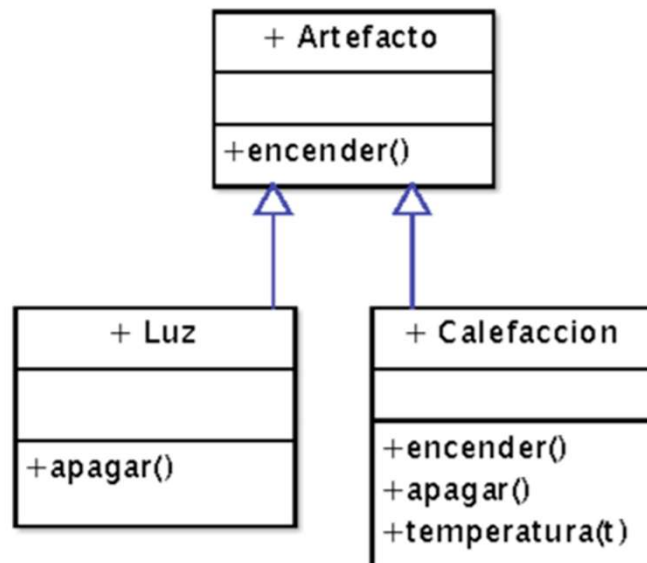 + Artefacto
+encender()
+ Luz
+apagar()
+ Calefaccion
+encender()
+apagar()
+temperatura(t)